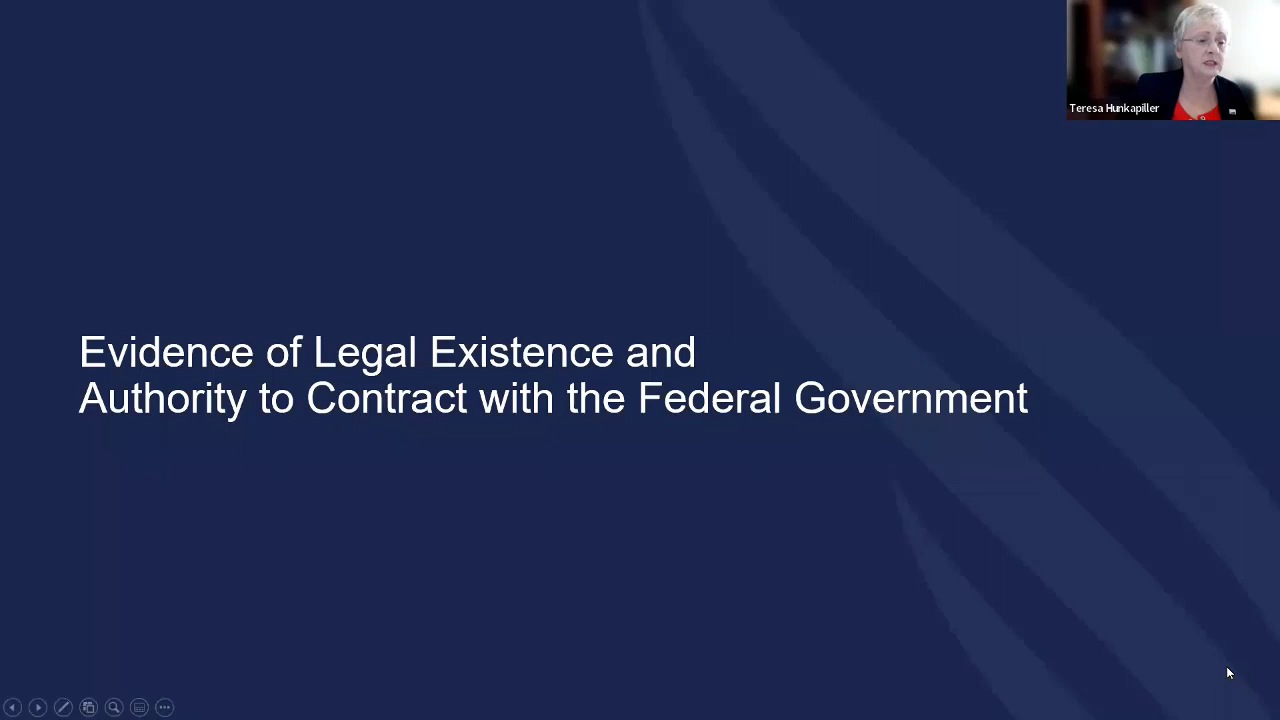 Teresa Hunkapiller
Evidence of Legal Existence and
Authority to Contract with the Federal Government